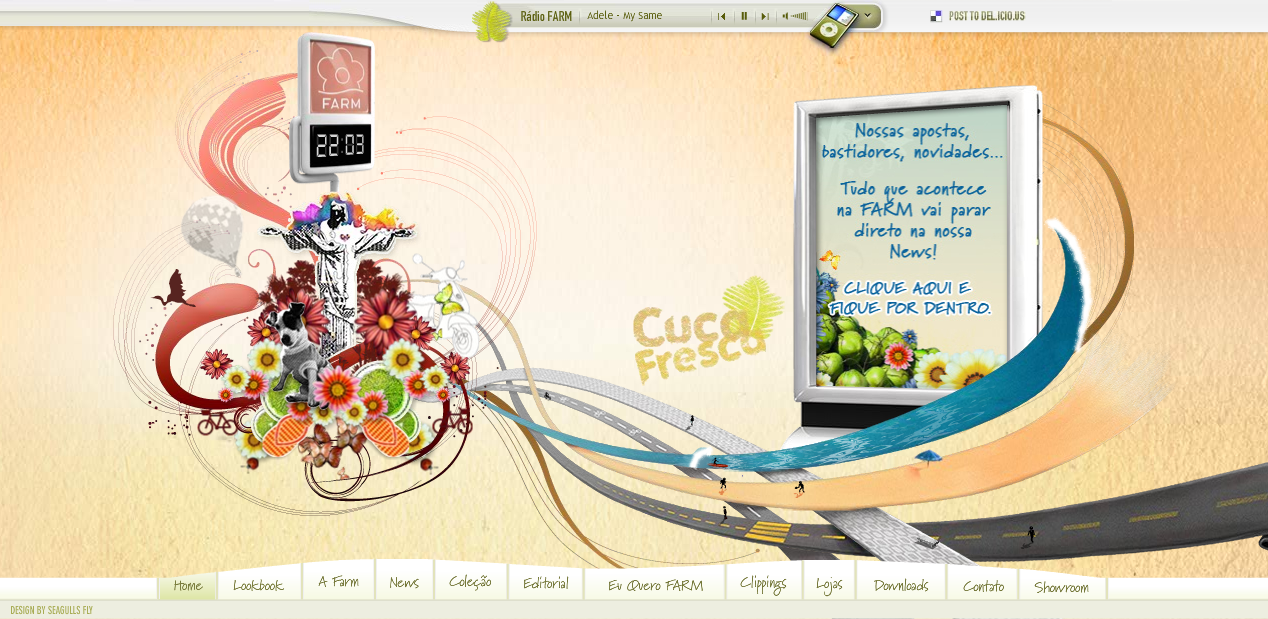 Rádio FARM
Adele - My Same
POST TO DEL.ICIO.US
FARM
22:03
Nossas apostas,
bastidores, novidades...
Tudo que acontece
na FARM vai parar
direto na nossa
News!
CLIQUE AQUI E
FIQUE POR DENTRO.
Cuca
Fresca
Home
Lookbook
A Farm
News
Coleção
Editorial
Eu Quero FARM
Clippings
Lojas
Downloads
Contato
Showroom
DESIGN BY SEAGULLS FLY